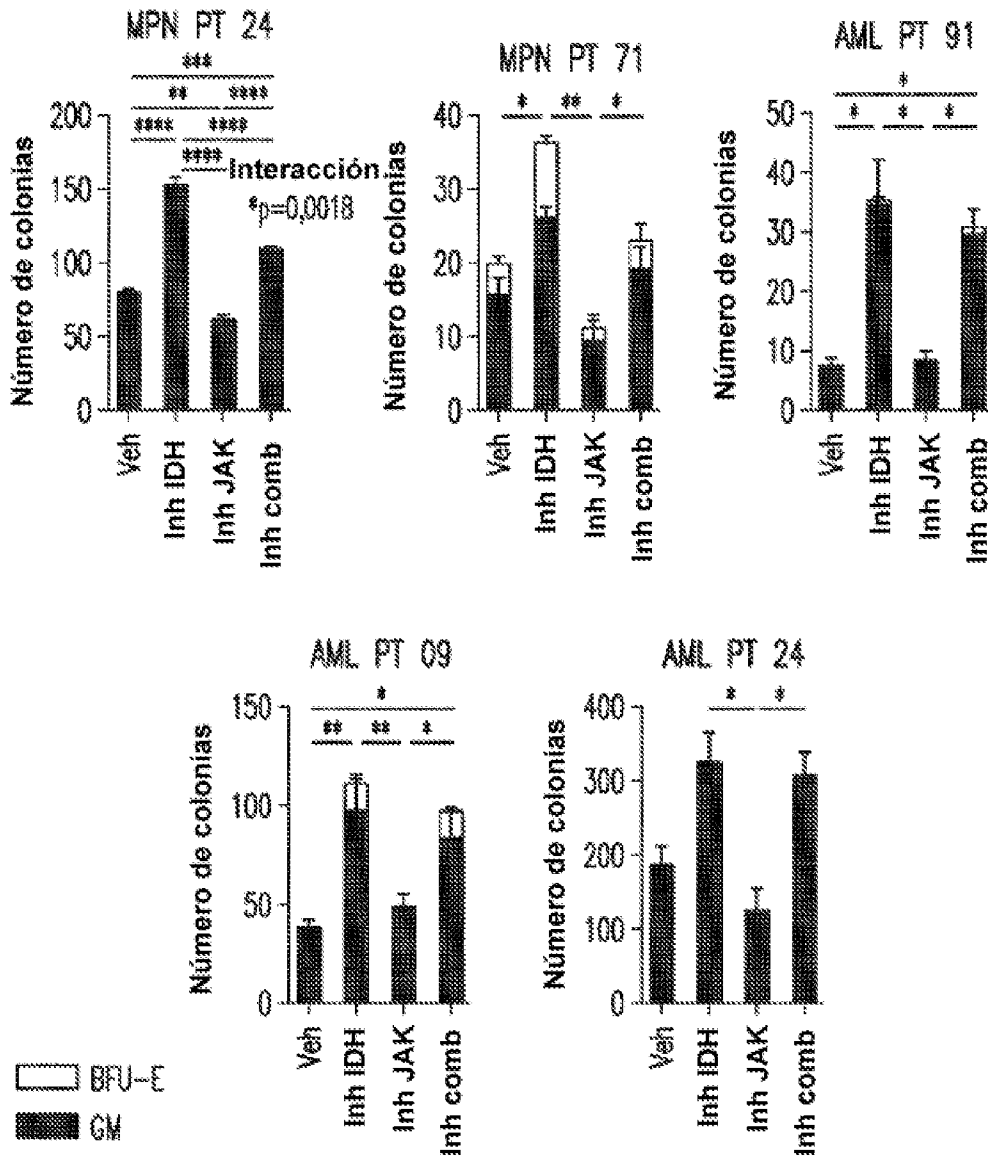 MPN PT 24
***
** ****
**** ****
**** Interacción
*p=0,0018
Número de colonias
200
150
100
50
0
Veh
Inh IDH
Inh JAK
Inh comb
MPN PT 71
* ** *
Número de colonias
40
30
20
10
0
Veh
Inh IDH
Inh JAK
Inh comb
AML PT 91
*
* * *
Número de colonias
50
40
30
20
10
0
Veh
Inh IDH
Inh JAK
Inh comb
AML PT 09
*
** ** *
Número de colonias
150
100
50
0
Veh
Inh IDH
Inh JAK
Inh comb
AML PT 24
* *
Número de colonias
400
300
200
100
0
Veh
Inh IDH
Inh JAK
Inh comb
BFU-E
GM